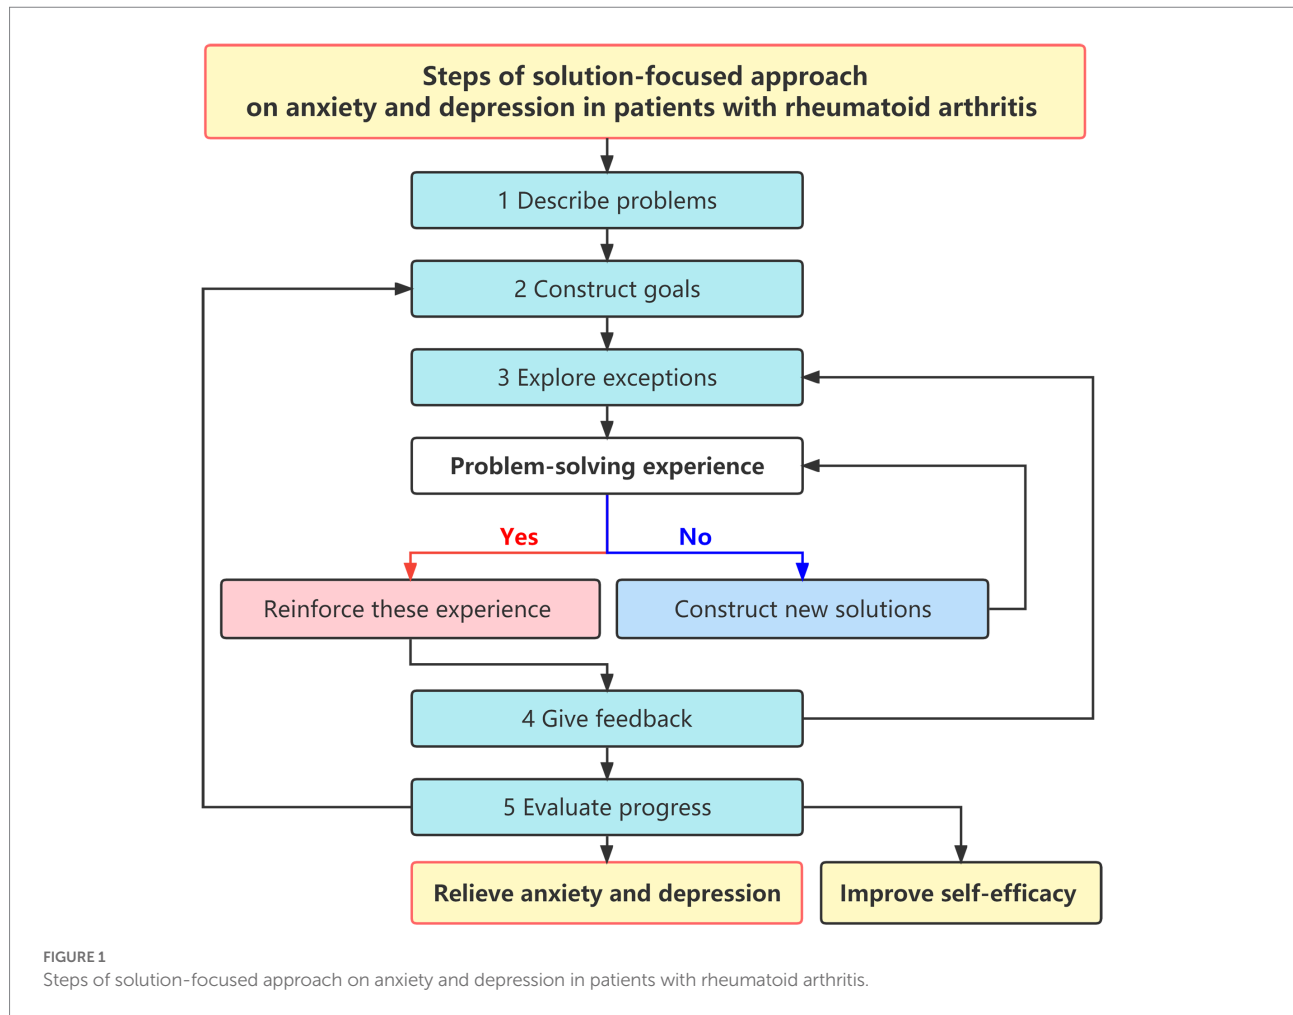 Steps of solution-focused approach
on anxiety and depression in patients with rheumatoid arthritis
1 Describe problems
2 Construct goals
3 Explore exceptions
Problem-solving experience
Yes
No
Reinforce these experience
Construct new solutions
4 Give feedback
5 Evaluate progress
Relieve anxiety and depression
Improve self-efficacy
FIGURE 1
Steps of solution-focused approach on anxiety and depression in patients with rheumatoid arthritis.